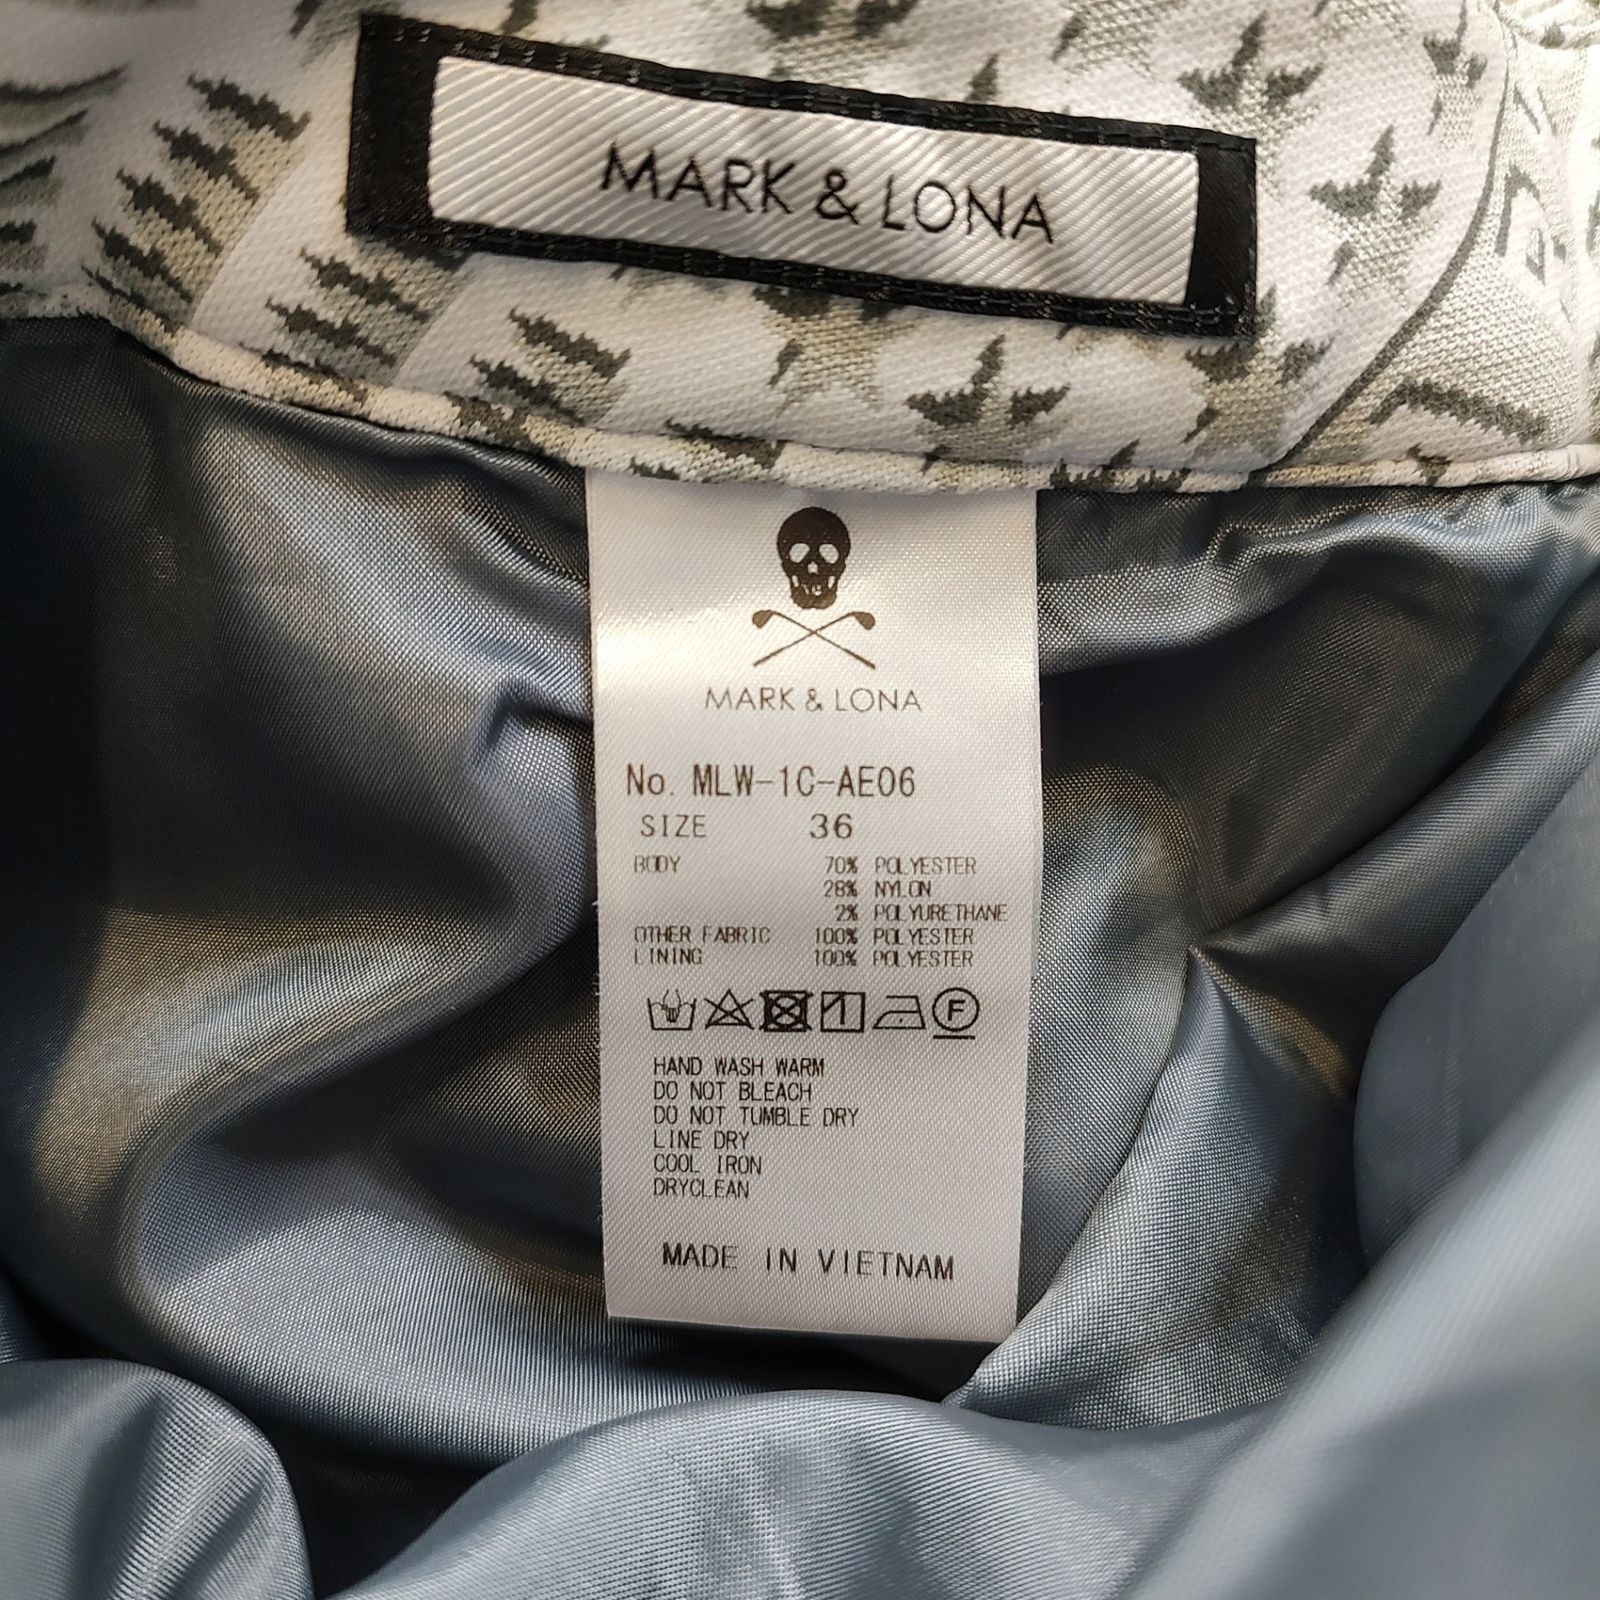 MARK & LONA
MARK & LONA
No. MLW-1C-AE06
SIZE 36
BODY 70% POLYESTER
28% NYLON
2% POLYURETHANE
OTHER FABRIC 100% POLYESTER
LINING 100% POLYESTER
F
HAND WASH WARM
DO NOT BLEACH
DO NOT TUMBLE DRY
LINE DRY
COOL IRON
DRYCLEAN
MADE IN VIETNAM